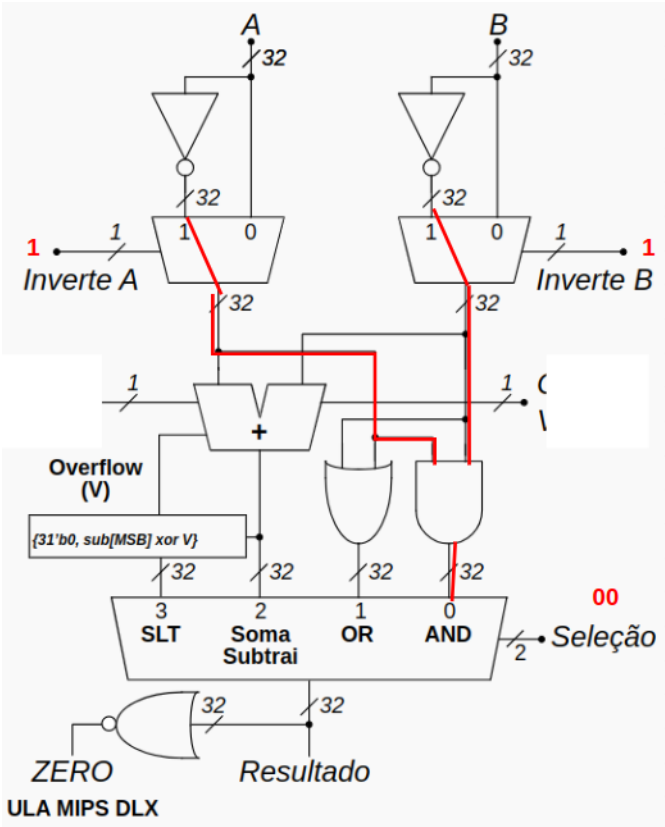 A B
32 32
32 32
1 0 1 0
1 1 1 1
Inverte A Inverte B
32 32
1 1
+
Overflow
(V)
{31'b0, sub[MSB] xor V}
32 32 32 32
3 2 1 0
00
SLT Soma OR AND
Subtrai
Seleção
2
32 32
ZERO Resultado
ULA MIPS DLX